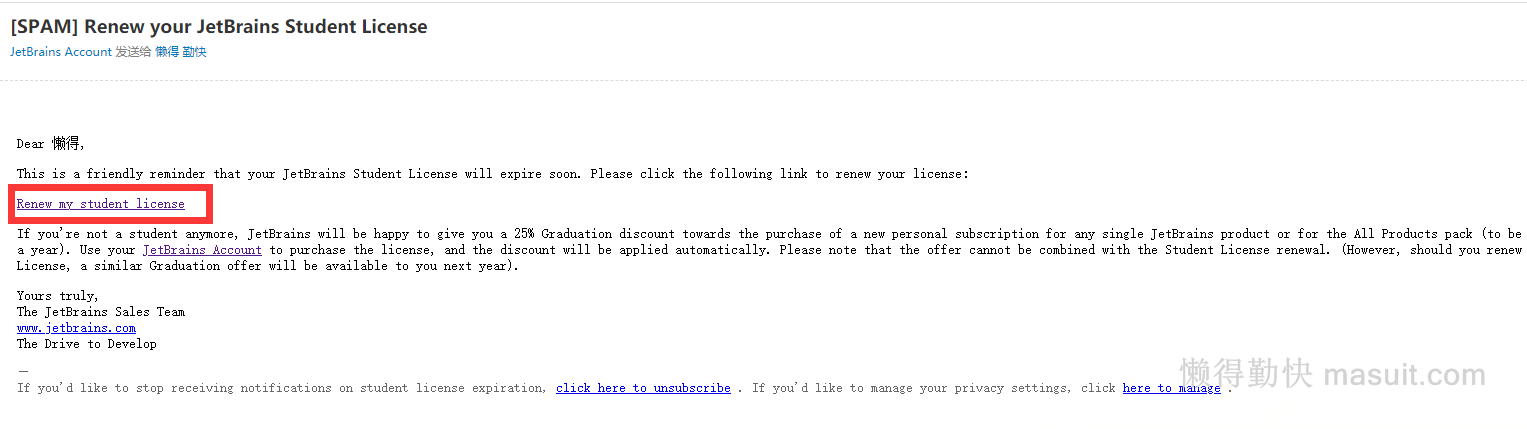 [SPAM] Renew your JetBrains Student License
JetBrains Account 发送给 懒得 勤快
Dear 懒得,
This is a friendly reminder that your JetBrains Student License will expire soon. Please click the following link to renew your license:
Renew my student license
If you're not a student anymore, JetBrains will be happy to give you a 25% Graduation discount towards the purchase of a new personal subscription for any single JetBrains product or for the All Products pack (to be
a year). Use your JetBrains Account to purchase the license, and the discount will be applied automatically. Please note that the offer cannot be combined with the Student License renewal. (However, should you renew
License, a similar Graduation offer will be available to you next year).
Yours truly,
The JetBrains Sales Team
www.jetbrains.com
The Drive to Develop
—
If you'd like to stop receiving notifications on student license expiration, click here to unsubscribe . If you'd like to manage your privacy settings, click here to manage .
懒得勤快 masuit.com